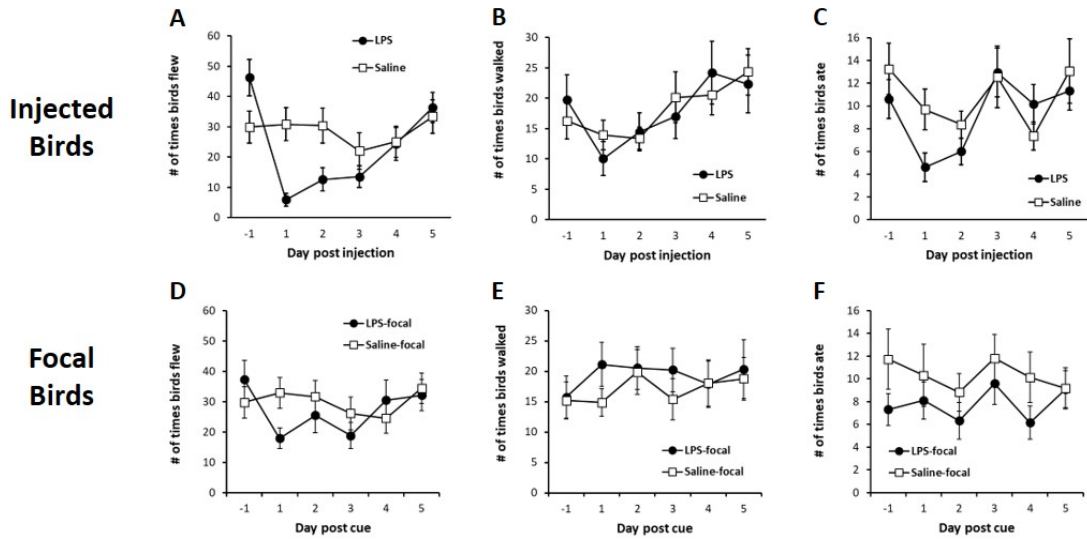 Injected
Birds
A
# of times birds flew
60
50
40
30
20
10
0
LPS
Saline
-1 1 2 3 4 5
Day post injection
B
# of times birds walked
30
25
20
15
10
5
0
LPS
Saline
-1 1 2 3 4 5
Day post injection
C
# of times birds ate
16
14
12
10
8
6
4
2
0
LPS
Saline
-1 1 2 3 4 5
Day post injection
Focal
Birds
D
# of times birds flew
60
50
40
30
20
10
0
LPS-focal
Saline-focal
-1 1 2 3 4 5
Day post cue
E
# of times birds walked
30
25
20
15
10
5
0
LPS-focal
Saline-focal
-1 1 2 3 4 5
Day post cue
F
# of times birds ate
16
14
12
10
8
6
4
2
0
LPS-focal
Saline-focal
-1 1 2 3 4 5
Day post cue